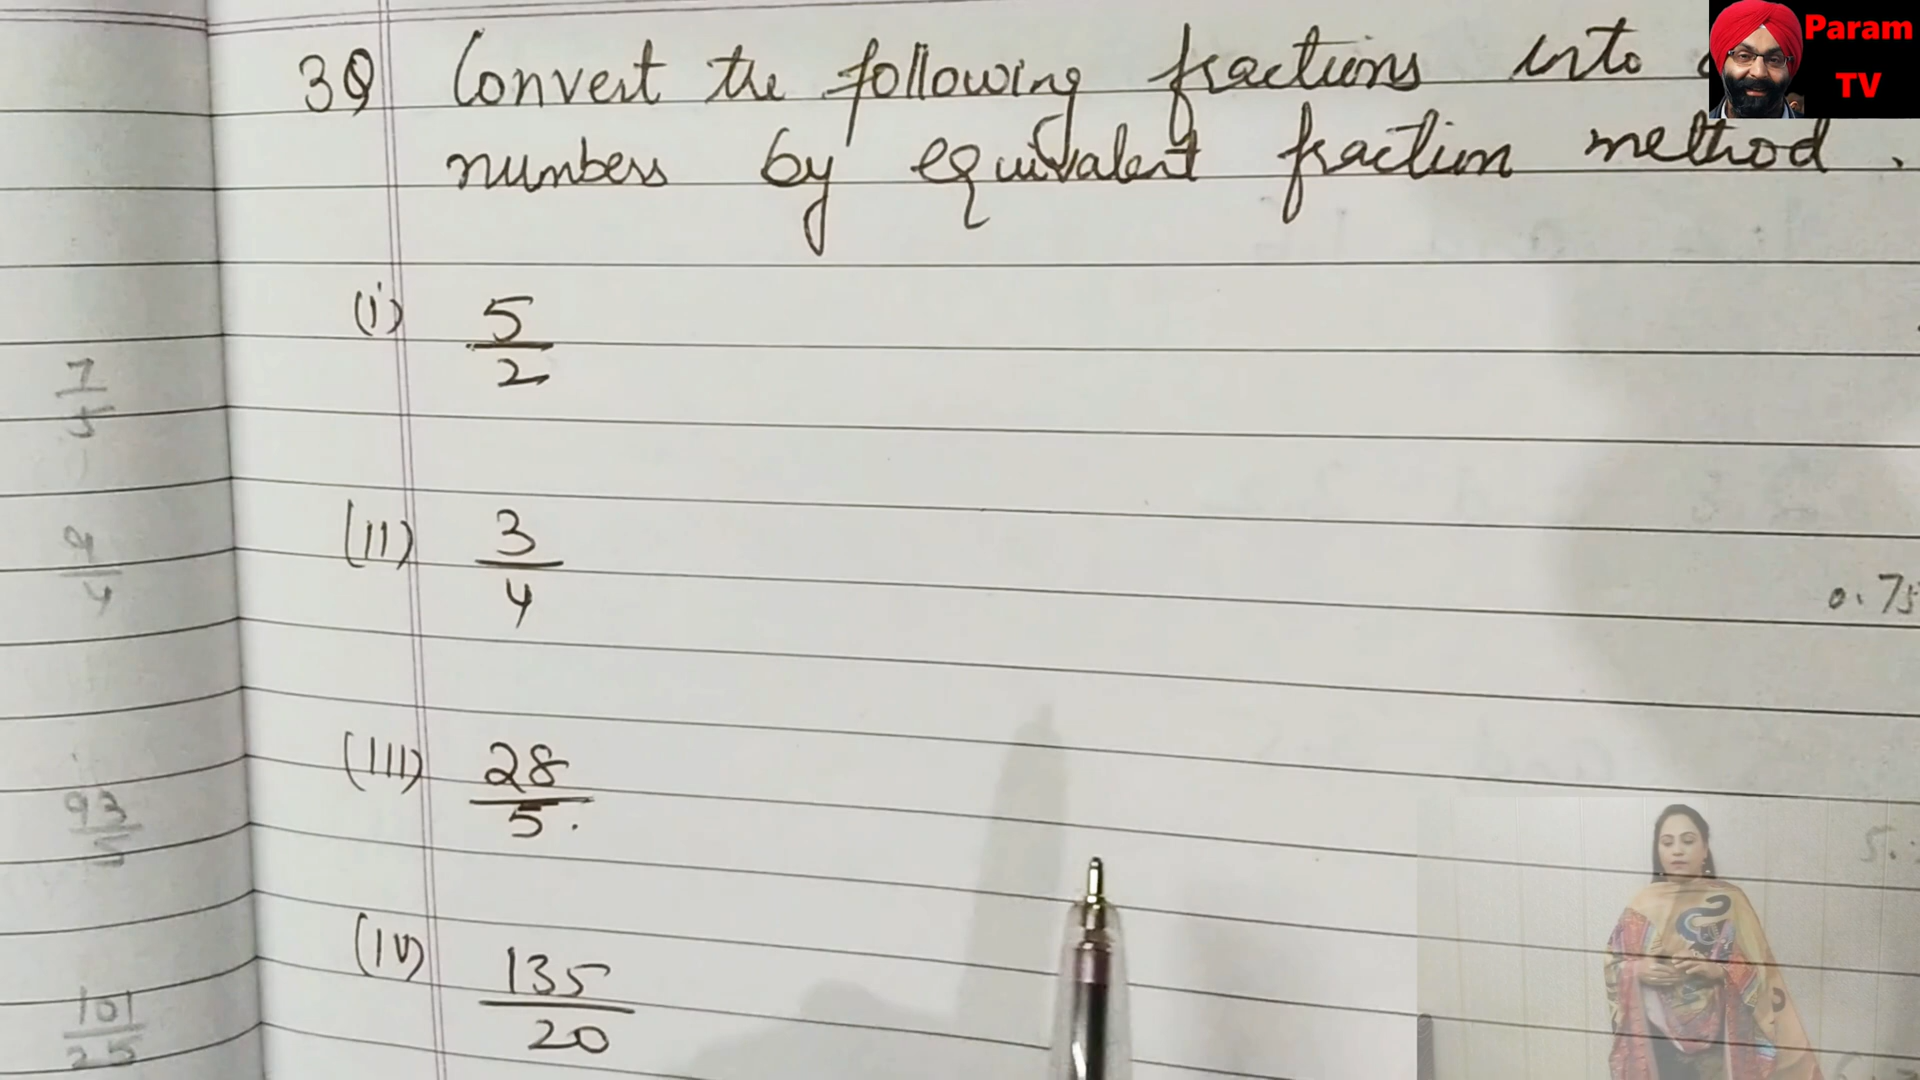 Param
TV
3Q Convert the following fractions into
numbers by equivalent fraction method.
(i) 5
2
(II) 3
4
(III) 28
5.
(IV) 135
20
7
5
9
4
93
5
101
25
0.75
5.